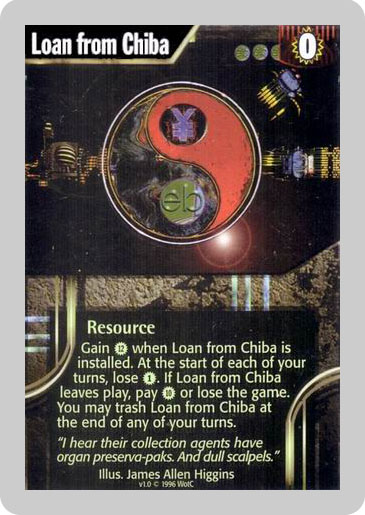 Loan from Chiba
0
¥
eb
Resource
Gain 12 when Loan from Chiba is
installed. At the start of each of your
turns, lose 1. If Loan from Chiba
leaves play, pay 10 or lose the game.
You may trash Loan from Chiba at
the end of any of your turns.
"I hear their collection agents have
organ preserva-paks. And dull scalpels."
Illus. James Allen Higgins
v1.0 © 1996 WotC